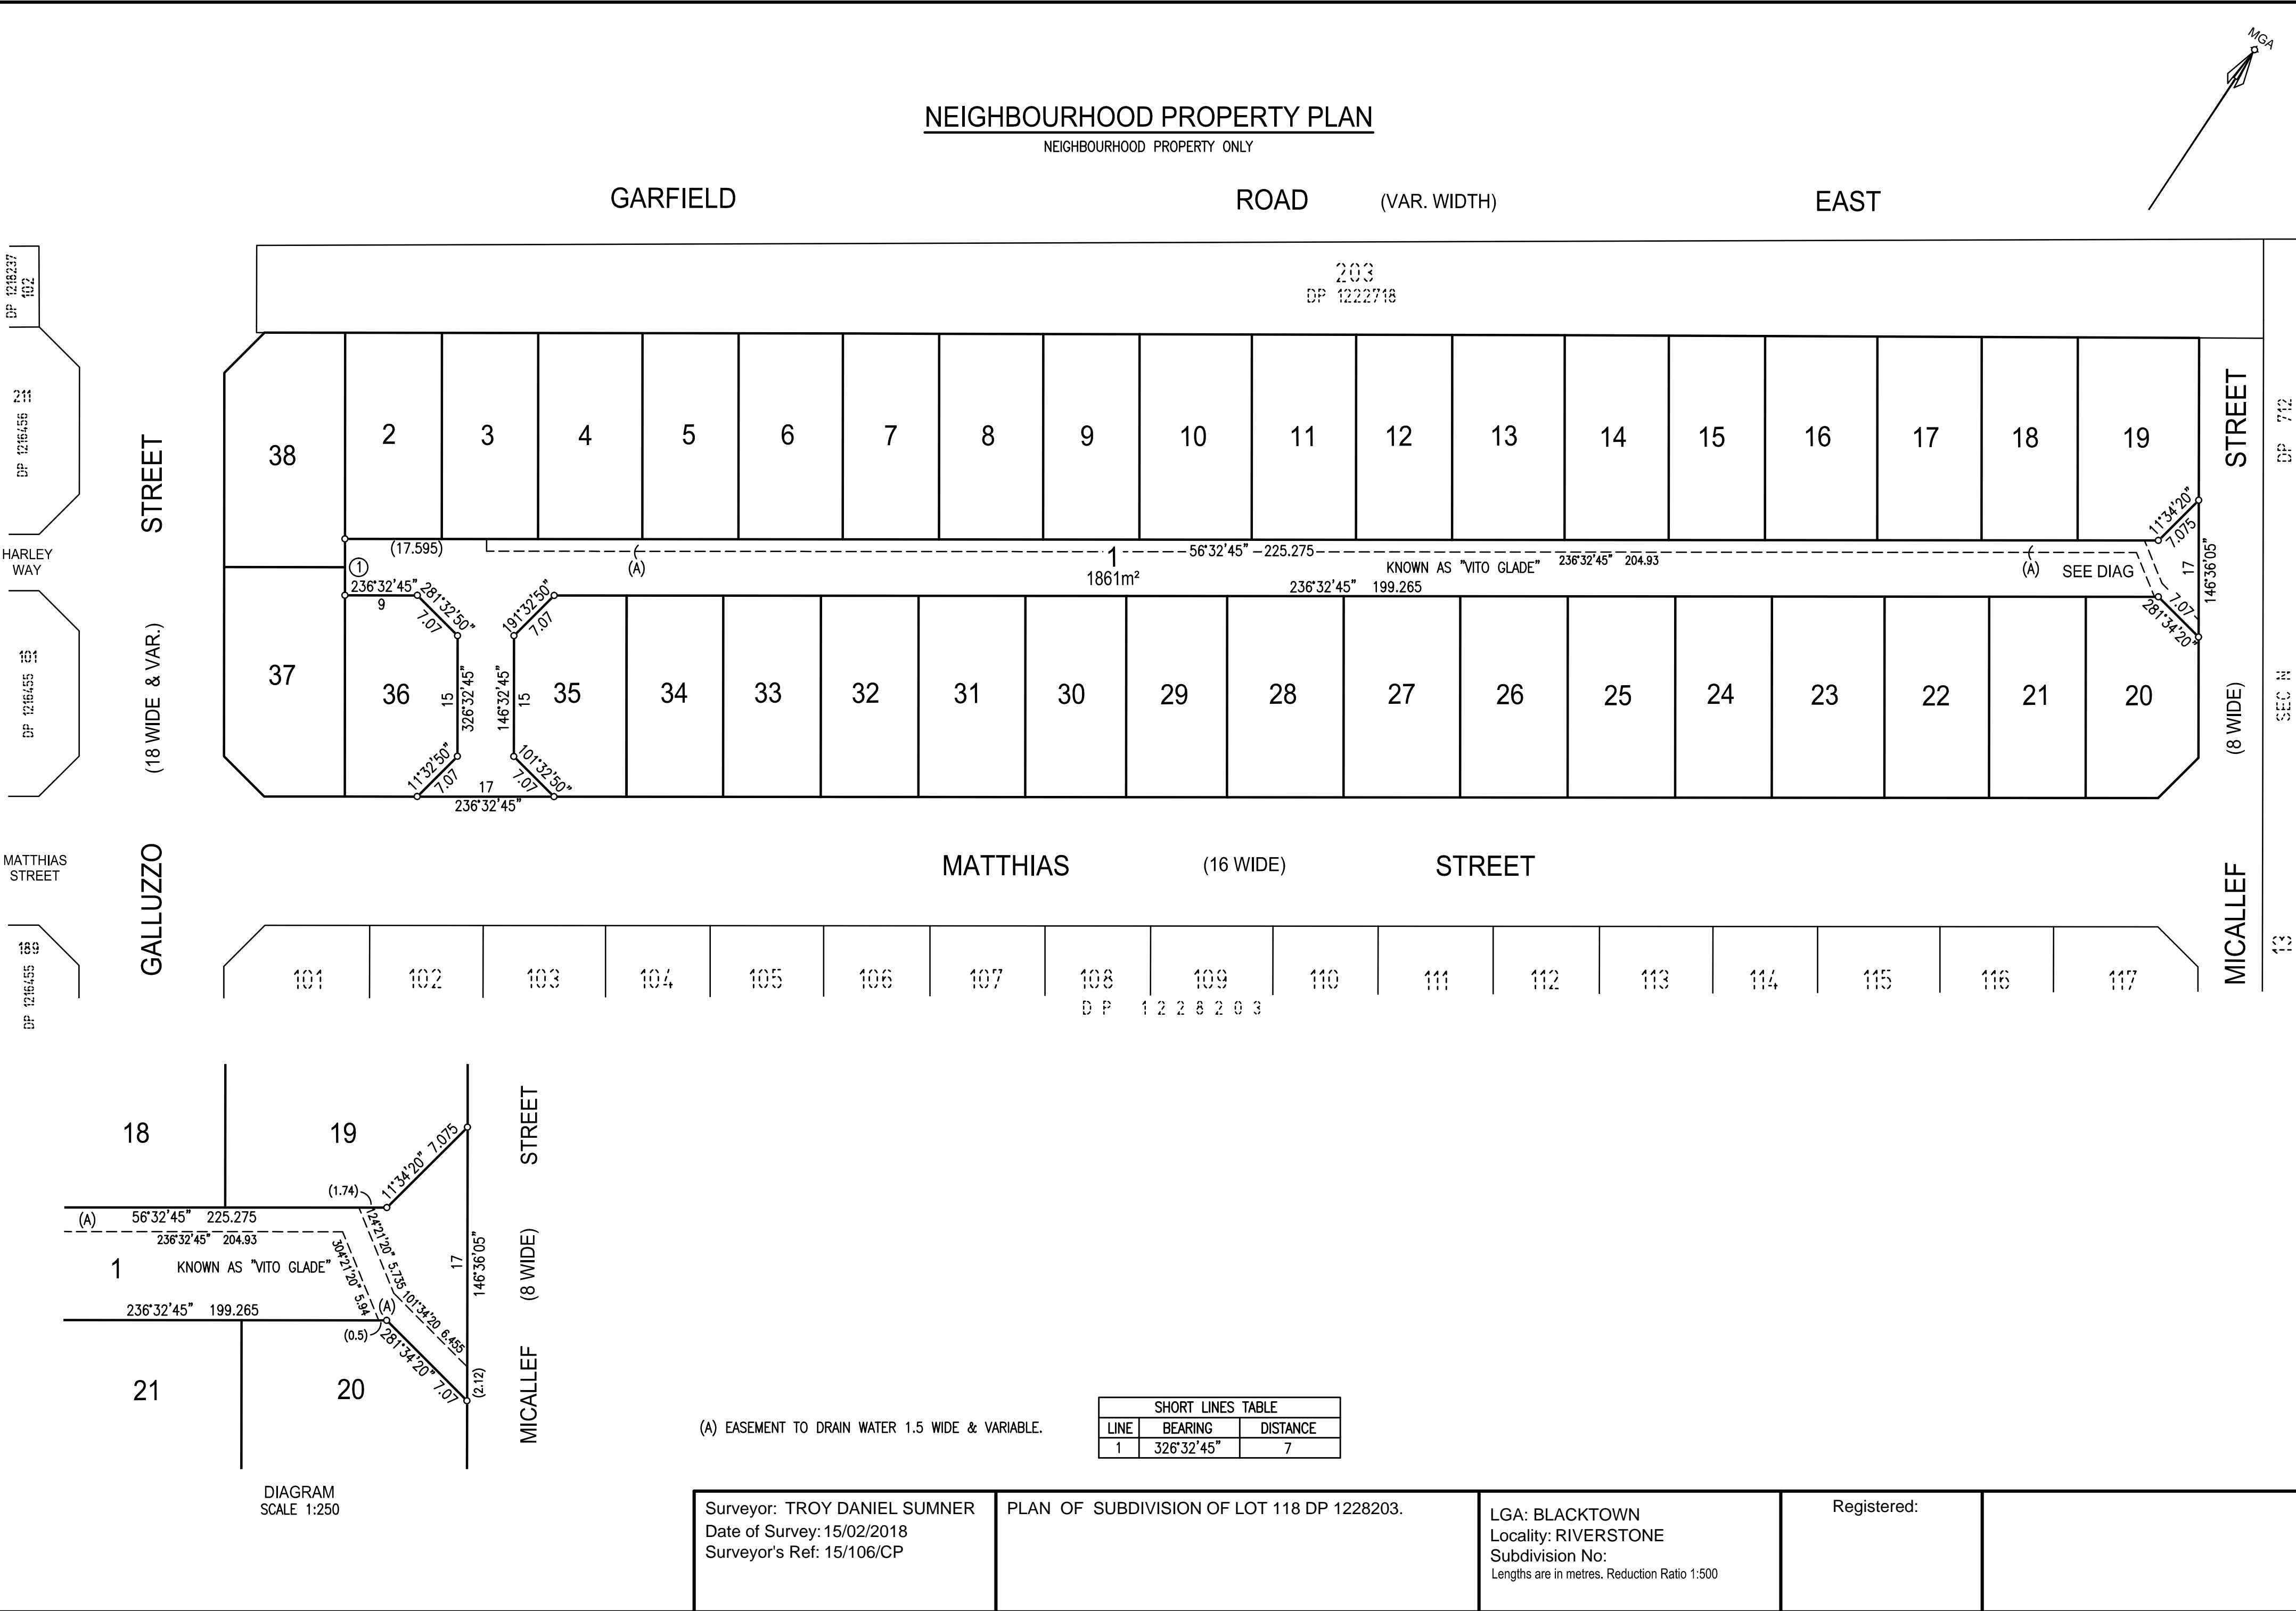 MGA
NEIGHBOURHOOD PROPERTY PLAN
NEIGHBOURHOOD PROPERTY ONLY
GARFIELD ROAD (VAR. WIDTH) EAST
203
DP 1222718
102
DP 1218237
211
DP 1216456
HARLEY
WAY
101
DP 1216455
MATTHIAS
STREET
189
DP 1216455
STREET
(18 WIDE & VAR.)
GALLUZZO
38
2
3
4
5
6
7
8
9
10
11
12
13
14
15
16
17
18
19
STREET
(8 WIDE)
MICALLEF
DP 712
SEC N
13
(17.595)
1
(A)
1
1861m²
56°32'45" 225.275
KNOWN AS "VITO GLADE"
236°32'45" 204.93
236°32'45" 199.265
(A)
SEE DIAG
11°34'20"
7.075
17
146°36'05"
7.07
281°34'20"
236°32'45"
9
281°32'50"
7.07
191°32'50"
7.07
15
326°32'45"
146°32'45"
15
11°32'50"
7.07
101°32'50"
7.07
17
236°32'45"
37
36
35
34
33
32
31
30
29
28
27
26
25
24
23
22
21
20
MATTHIAS (16 WIDE) STREET
101
102
103
104
105
106
107
108
109
110
111
112
113
114
115
116
117
DP 1228203
18
19
STREET
(8 WIDE)
MICALLEF
11°34'20" 7.075
(1.74)
(A)
56°32'45" 225.275
236°32'45" 204.93
1
KNOWN AS "VITO GLADE"
304°21'20" 5.94
124°21'20" 5.735
101°34'20 6.455
(A)
17
146°36'05"
236°32'45" 199.265
(0.5)
281°34'20" 7.07
(2.12)
21
20
DIAGRAM
SCALE 1:250
(A) EASEMENT TO DRAIN WATER 1.5 WIDE & VARIABLE.
SHORT LINES TABLE
LINE BEARING DISTANCE
1 326°32'45" 7
Surveyor: TROY DANIEL SUMNER
Date of Survey: 15/02/2018
Surveyor's Ref: 15/106/CP
PLAN OF SUBDIVISION OF LOT 118 DP 1228203.
LGA: BLACKTOWN
Locality: RIVERSTONE
Subdivision No:
Lengths are in metres. Reduction Ratio 1:500
Registered: